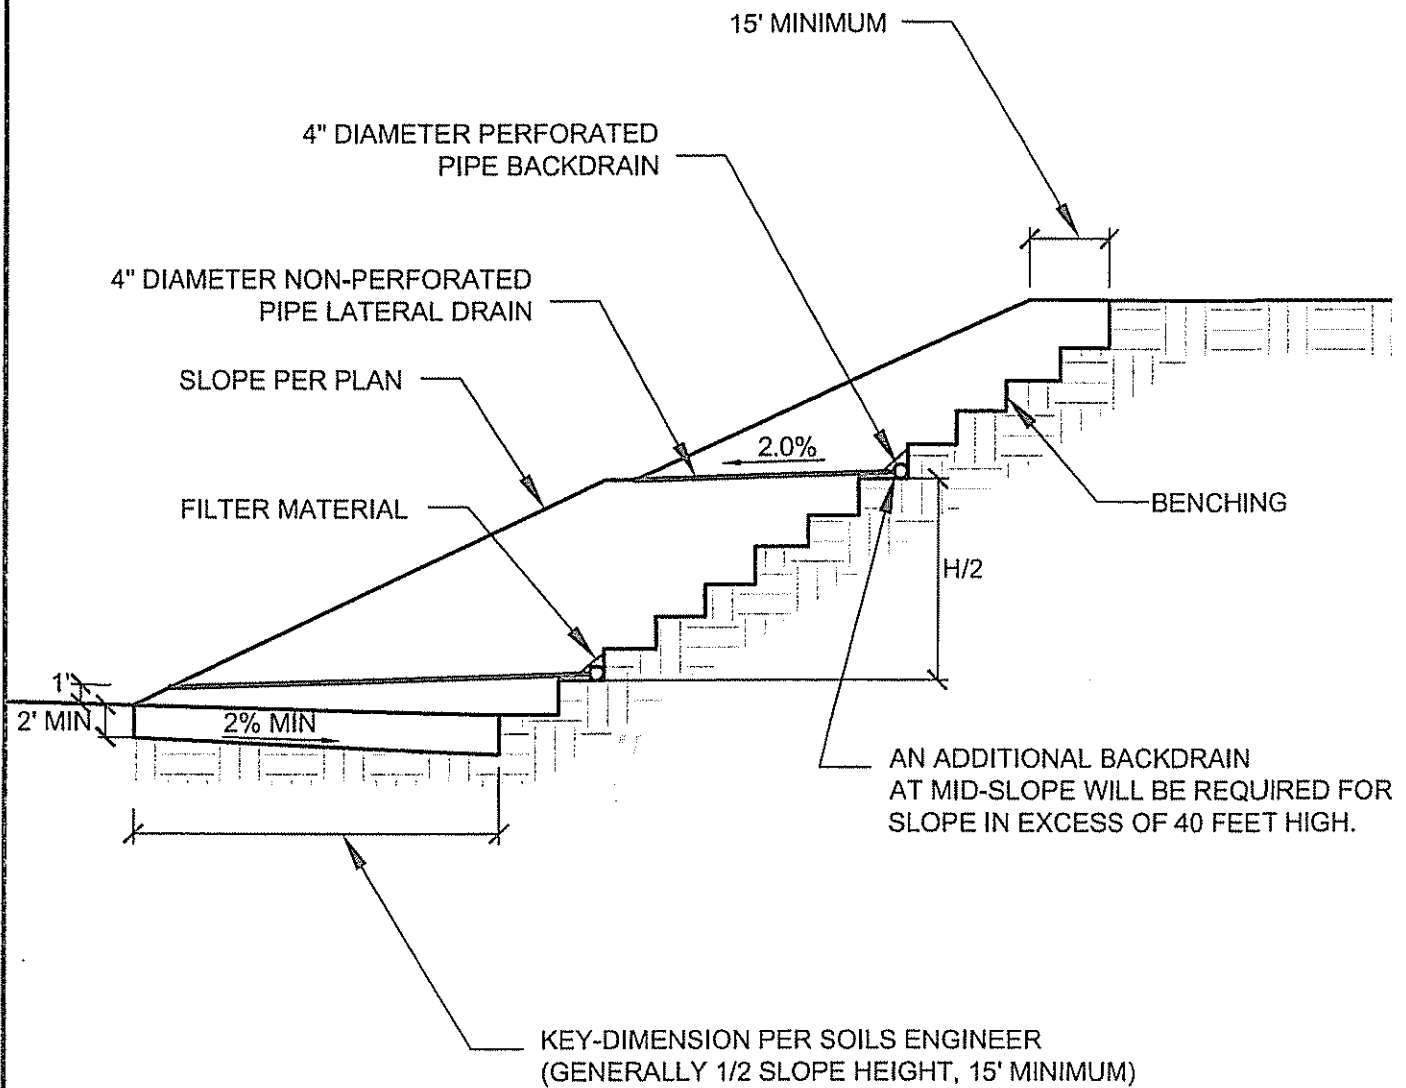 15' MINIMUM
4" DIAMETER PERFORATED
PIPE BACKDRAIN
4" DIAMETER NON-PERFORATED
PIPE LATERAL DRAIN
SLOPE PER PLAN
2.0%
FILTER MATERIAL
BENCHING
H/2
1'
2' MIN
2% MIN
AN ADDITIONAL BACKDRAIN
AT MID-SLOPE WILL BE REQUIRED FOR
SLOPE IN EXCESS OF 40 FEET HIGH.
KEY-DIMENSION PER SOILS ENGINEER
(GENERALLY 1/2 SLOPE HEIGHT, 15' MINIMUM)